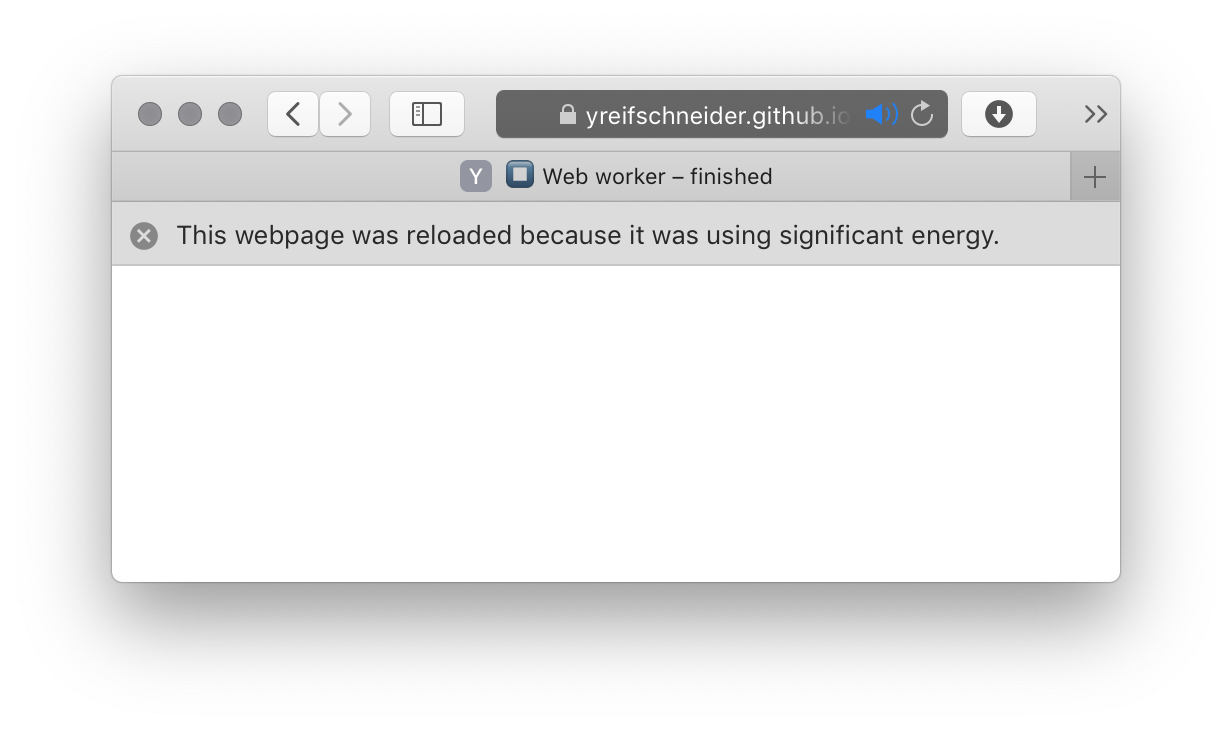 yreifschneider.github.io
Y Web worker – finished
This webpage was reloaded because it was using significant energy.